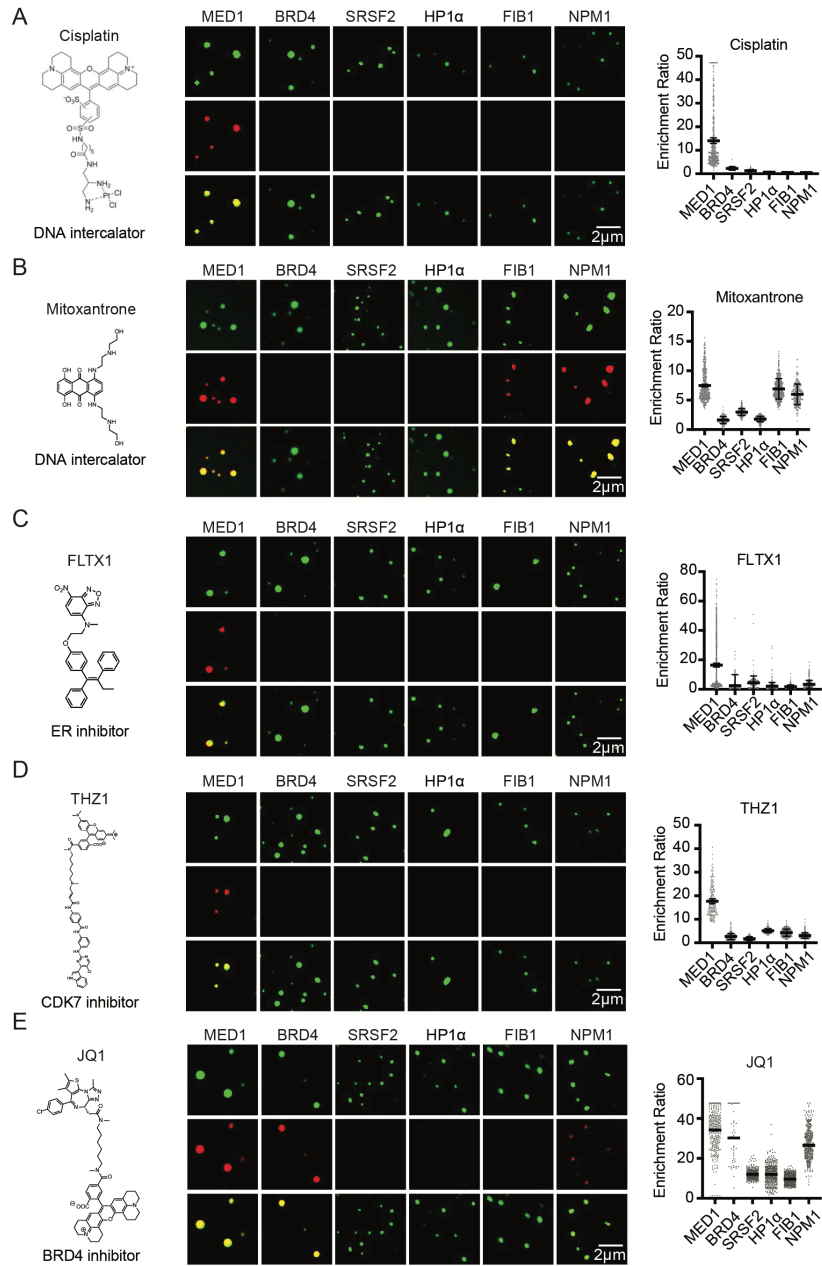 A
Cisplatin
DNA intercalator
MED1 BRD4 SRSF2 HP1α FIB1 NPM1
2μm
Cisplatin
Enrichment Ratio
50
40
30
20
10
0
MED1 BRD4 SRSF2 HP1α FIB1 NPM1
B
Mitoxantrone
DNA intercalator
MED1 BRD4 SRSF2 HP1α FIB1 NPM1
2μm
Mitoxantrone
Enrichment Ratio
20
15
10
5
0
MED1 BRD4 SRSF2 HP1α FIB1 NPM1
C
FLTX1
ER inhibitor
MED1 BRD4 SRSF2 HP1α FIB1 NPM1
2μm
FLTX1
Enrichment Ratio
80
60
40
20
0
MED1 BRD4 SRSF2 HP1α FIB1 NPM1
D
THZ1
CDK7 inhibitor
MED1 BRD4 SRSF2 HP1α FIB1 NPM1
2μm
THZ1
Enrichment Ratio
50
40
30
20
10
0
MED1 BRD4 SRSF2 HP1α FIB1 NPM1
E
JQ1
BRD4 inhibitor
MED1 BRD4 SRSF2 HP1α FIB1 NPM1
2μm
JQ1
Enrichment Ratio
60
40
20
0
MED1 BRD4 SRSF2 HP1α FIB1 NPM1